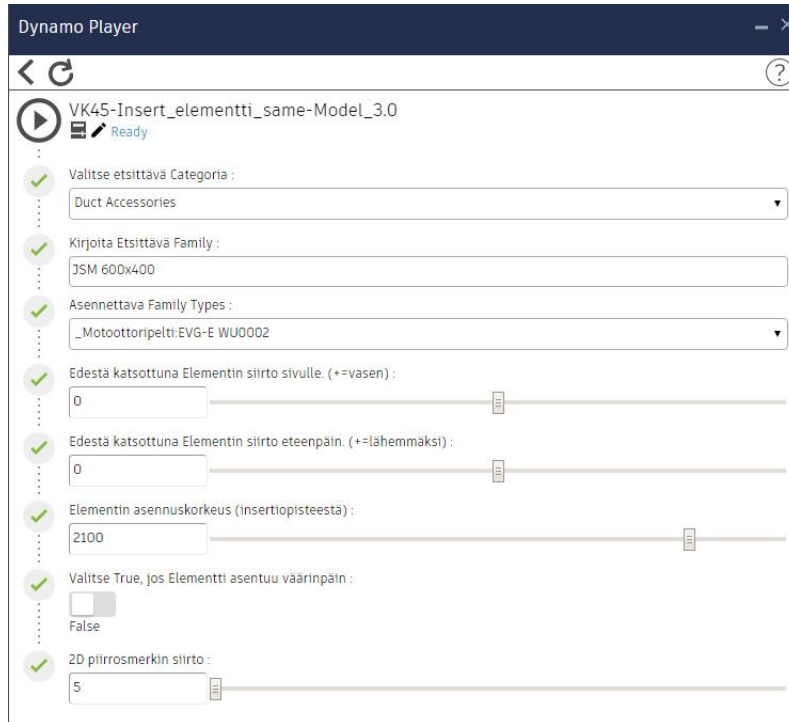 Dynamo Player
VK45-Insert_elementti_same-Model_3.0
Ready
Valitse etsittävä Categoria :
Duct Accessories
Kirjoita Etsittävä Family :
JSM 600x400
Asennettava Family Types :
_Motoottoripelti:EVG-E WU0002
Edestä katsottuna Elementin siirto sivulle. (+=vasen) :
0
Edestä katsottuna Elementin siirto eteenpäin. (+=lähemmäksi) :
0
Elementin asennuskorkeus (insertiopisteestä) :
2100
Valitse True, jos Elementti asentuu väärinpäin :
False
2D piirrosmerkin siirto :
5